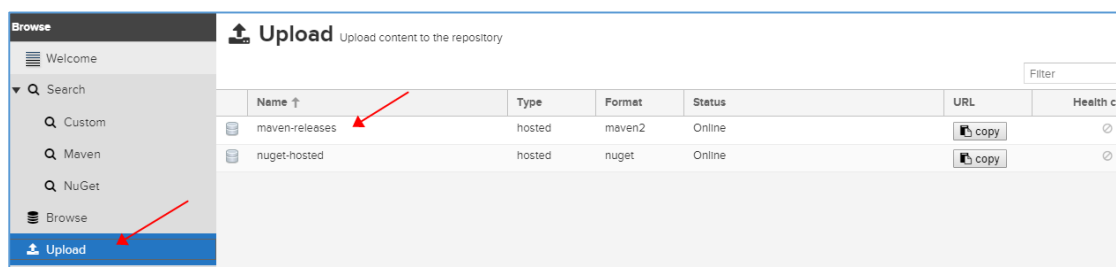 Browse
Welcome
Search
Custom
Maven
NuGet
Browse
Upload
Upload Upload content to the repository
Filter
Name ↑ Type Format Status URL Health c
maven-releases hosted maven2 Online copy
nuget-hosted hosted nuget Online copy